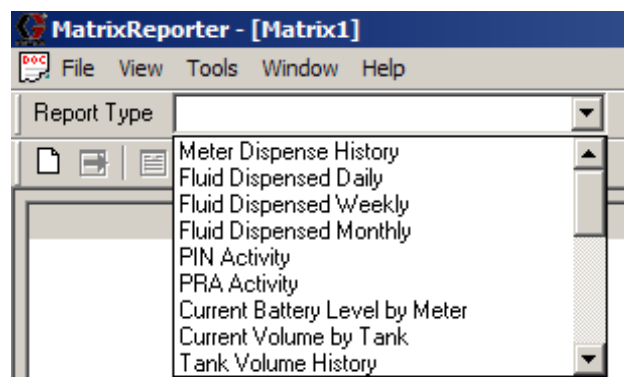 MatrixReporter - [Matrix1]
DOC File View Tools Window Help
Report Type
Meter Dispense History
Fluid Dispensed Daily
Fluid Dispensed Weekly
Fluid Dispensed Monthly
PIN Activity
PRA Activity
Current Battery Level by Meter
Current Volume by Tank
Tank Volume History